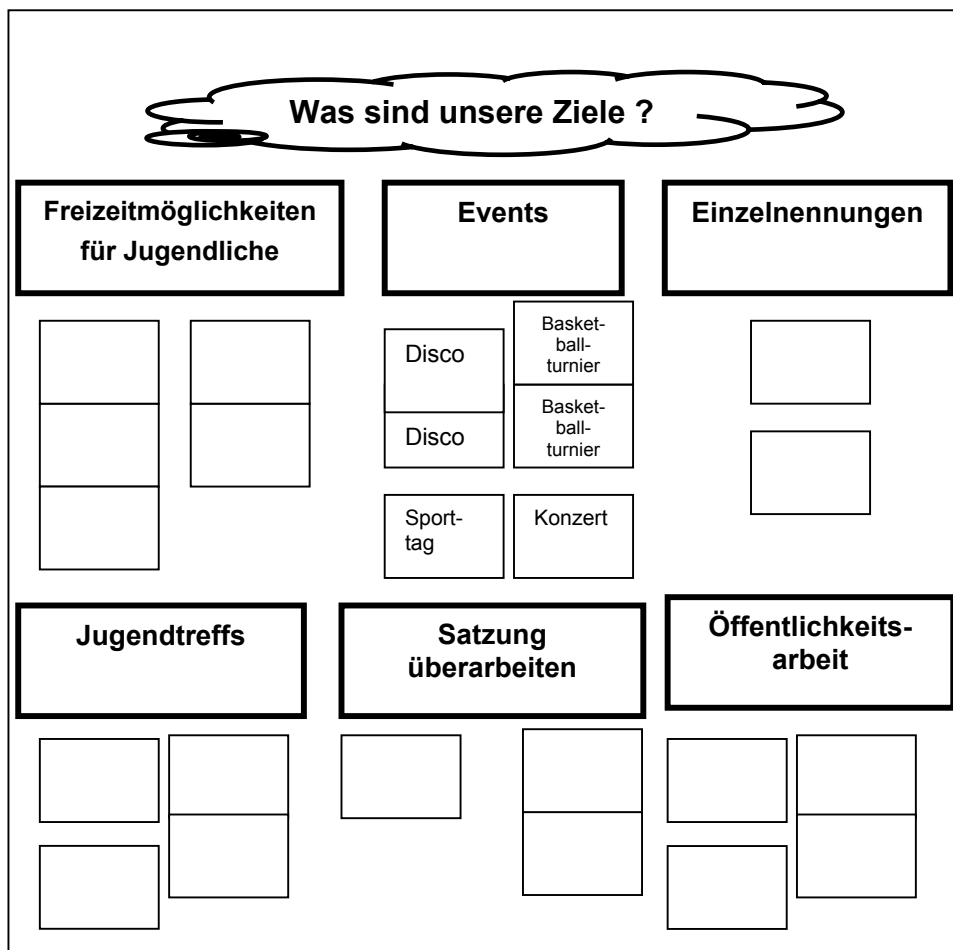 Was sind unsere Ziele ?
Freizeitmöglichkeiten
für Jugendliche
Events
Einzelnennungen
Disco
Disco
Basket-
ball-
turnier
Basket-
ball-
turnier
Sport-
tag
Konzert
Jugendtreffs
Satzung
überarbeiten
Öffentlichkeits-
arbeit